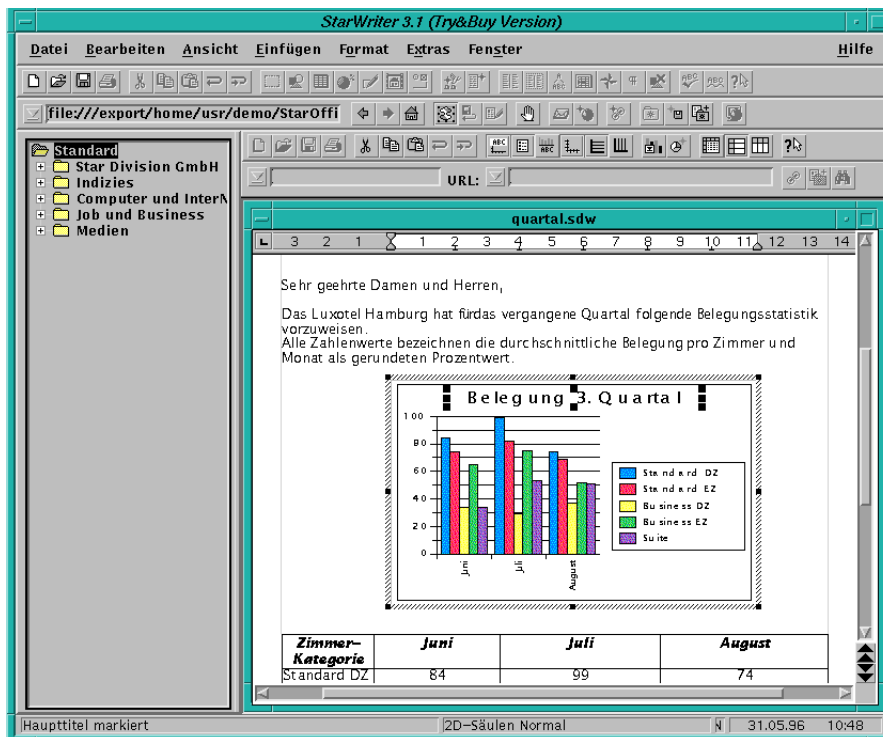 StarWriter 3.1 (Try&Buy Version)
Datei Bearbeiten Ansicht Einfügen Format Extras Fenster Hilfe
file:///export/home/usr/demo/StarOffi
Standard
Star Division GmbH
Indizies
Computer und Inter
Job und Business
Medien
URL:
quartal.sdw
3 2 1 1 2 3 4 5 6 7 8 9 10 11 12 13 14
Sehr geehrte Damen und Herren,
Das Luxotel Hamburg hat fürdas vergangene Quartal folgende Belegungsstatistik
vorzuweisen.
Alle Zahlenwerte bezeichnen die durchschnittliche Belegung pro Zimmer und
Monat als gerundeten Prozentwert.
Belegung 3. Quartal
100
80
60
40
20
0
Juni Juli August
Standard DZ
Standard EZ
Business DZ
Business EZ
Suite
Zimmer- Juni Juli August
Kategorie
Standard DZ 84 99 74
Haupttitel markiert 2D-Säulen Normal N 31.05.96 10:48